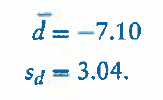 d̄ = −7.10
s_d = 3.04.